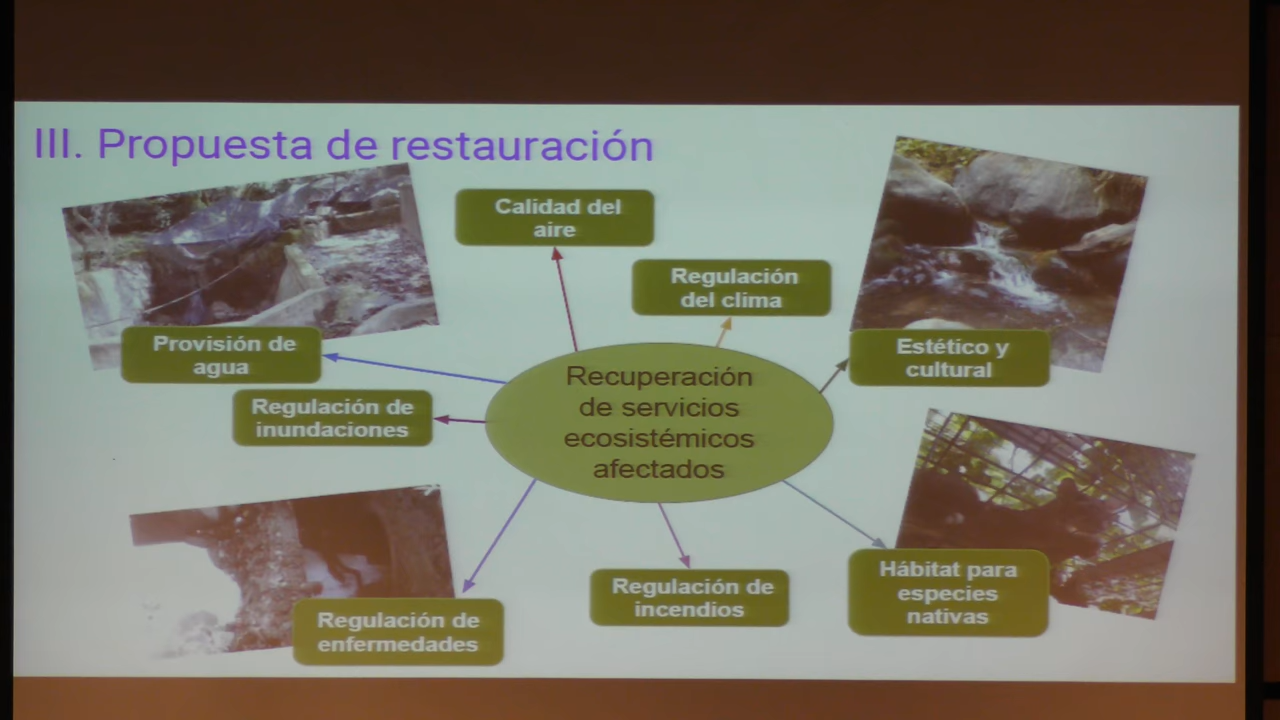 III. Propuesta de restauración
Calidad del
aire
Regulación
del clima
Provisión de
agua
Estético y
cultural
Regulación de
inundaciones
Recuperación
de servicios
ecosistémicos
afectados
Regulación de
enfermedades
Regulación de
incendios
Hábitat para
especies
nativas